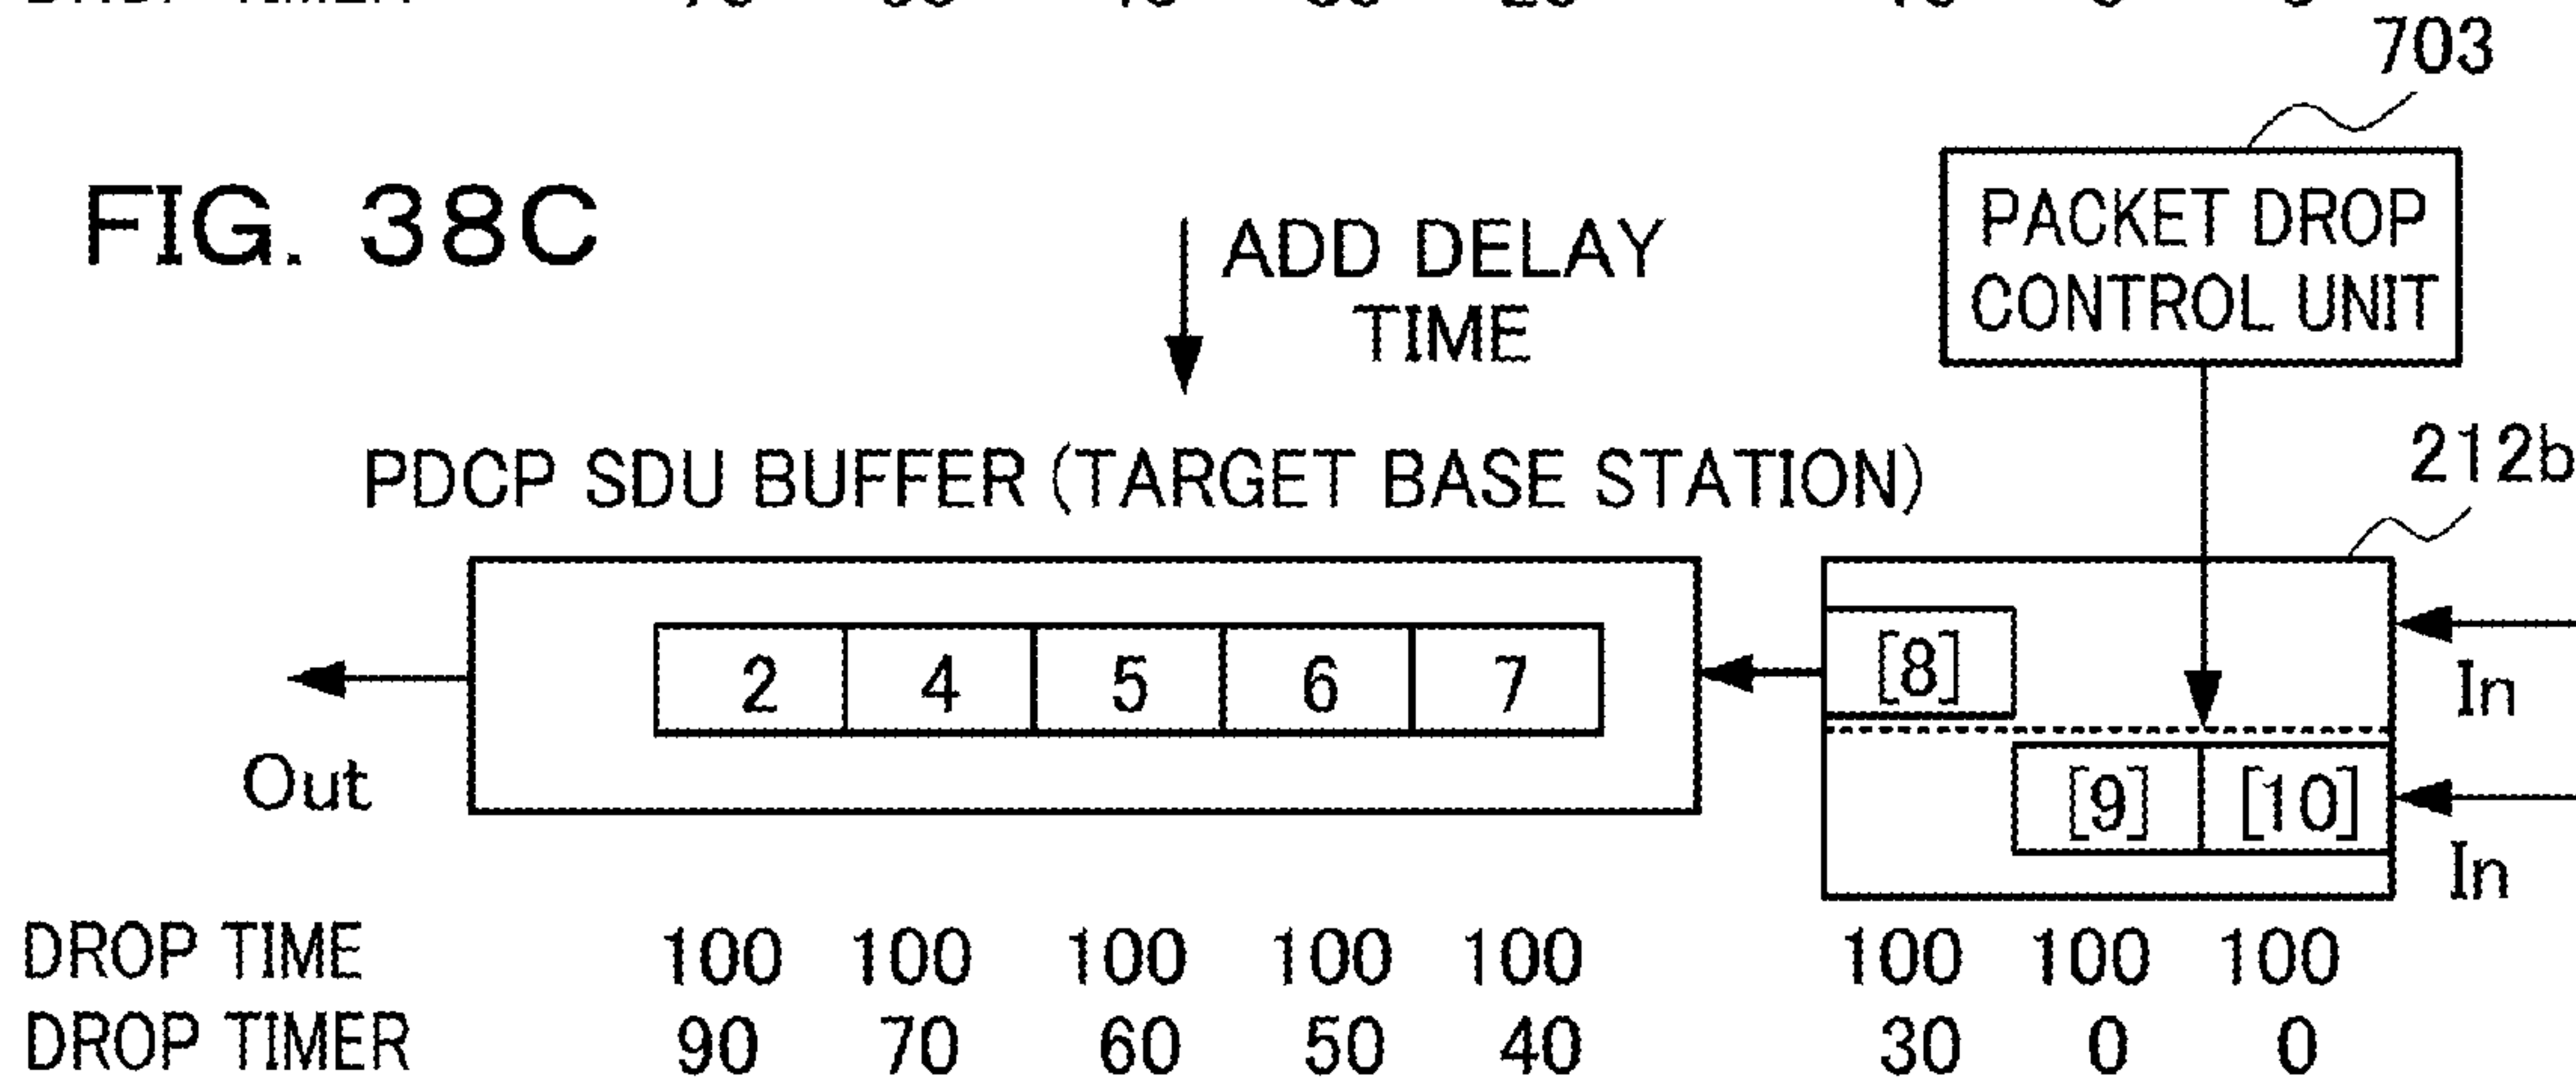 703
FIG. 38C
ADD DELAY
TIME
PACKET DROP
CONTROL UNIT
PDCP SDU BUFFER (TARGET BASE STATION)
212b
2 4 5 6 7
[8]
In
Out
[9] [10]
In
DROP TIME 100 100 100 100 100 100 100 100
DROP TIMER 90 70 60 50 40 30 0 0